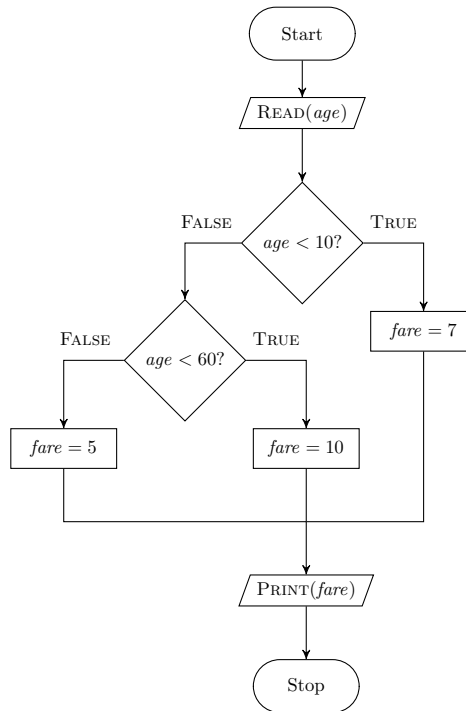 Start
READ(age)
FALSE
TRUE
age < 10?
fare = 7
FALSE
TRUE
age < 60?
fare = 5
fare = 10
PRINT(fare)
Stop